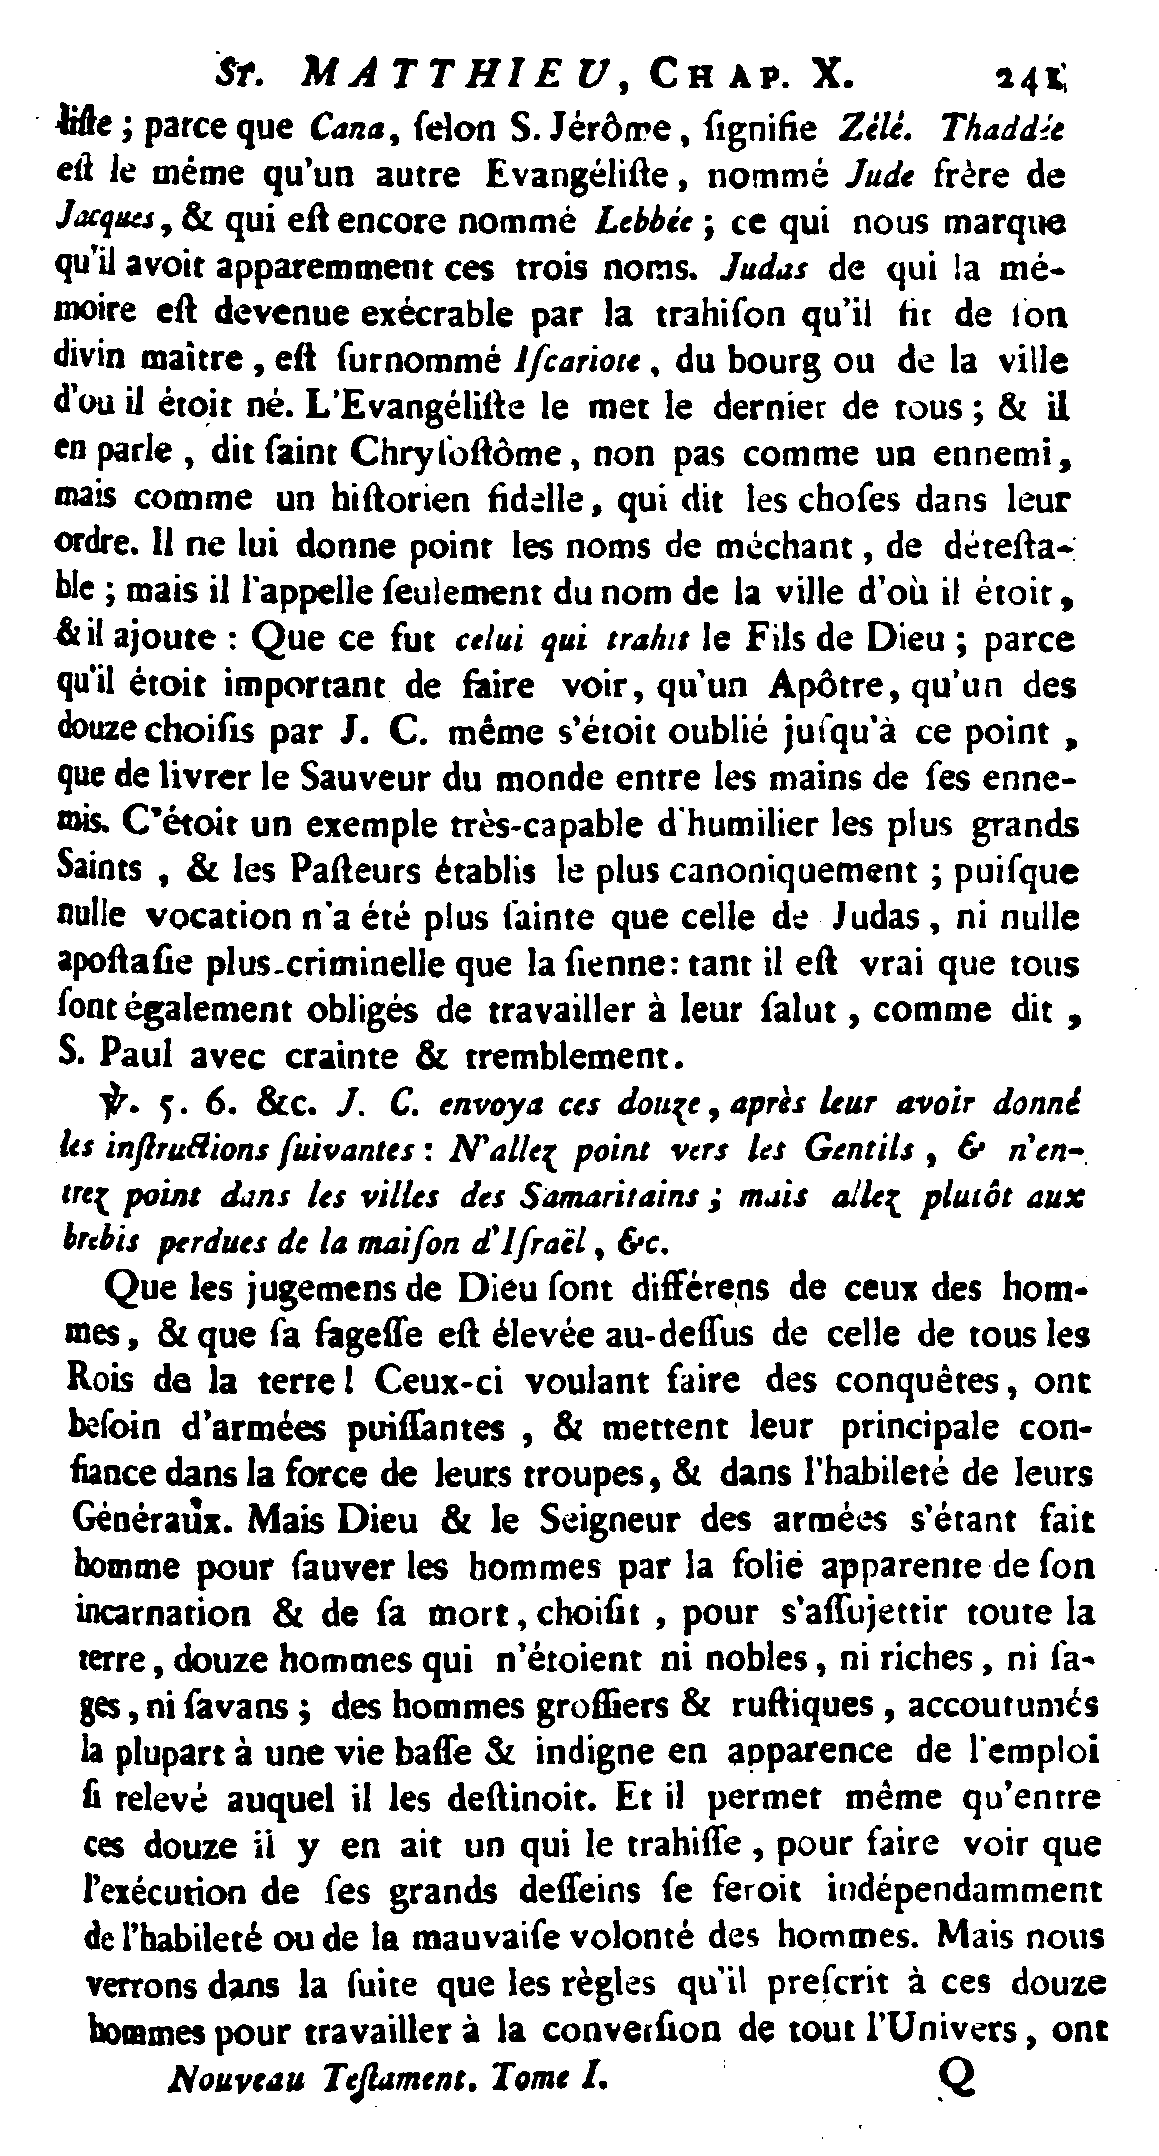 St. MATTHIEU, CHAP. X. 241
liſte ; parce que Cana, ſelon S. Jérôme, ſignifie Zélé. Thaddée
eſt le même qu'un autre Evangéliſte, nommé Jude frère de
Jacques, & qui eſt encore nommé Lebbée ; ce qui nous marque
qu'il avoit apparemment ces trois noms. Judas de qui la mé-
moire eſt devenue exécrable par la trahiſon qu'il fit de ſon
divin maître, eſt ſurnommé Iſcariote, du bourg ou de la ville
d'ou il étoit né. L'Evangéliſte le met le dernier de tous ; & il
en parle, dit ſaint Chryſoſtôme, non pas comme un ennemi,
mais comme un hiſtorien fidelle, qui dit les choſes dans leur
ordre. Il ne lui donne point les noms de méchant, de déteſta-
ble ; mais il l'appelle ſeulement du nom de la ville d'où il étoit,
& il ajoute : Que ce fut celui qui trahit le Fils de Dieu ; parce
qu'il étoit important de faire voir, qu'un Apôtre, qu'un des
douze choiſis par J. C. même s'étoit oublié juſqu'à ce point,
que de livrer le Sauveur du monde entre les mains de ſes enne-
mis. C'étoit un exemple très-capable d'humilier les plus grands
Saints, & les Paſteurs établis le plus canoniquement ; puiſque
nulle vocation n'a été plus ſainte que celle de Judas, ni nulle
apoſtaſie plus-criminelle que la ſienne: tant il eſt vrai que tous
ſont également obligés de travailler à leur ſalut, comme dit,
S. Paul avec crainte & tremblement.
℣. 5. 6. &c. J. C. envoya ces douze, après leur avoir donné
les inſtructions ſuivantes : N'allez point vers les Gentils, & n'en-
trez point dans les villes des Samaritains ; mais allez plutôt aux
brebis perdues de la maiſon d'Iſraël, &c.
Que les jugemens de Dieu ſont différens de ceux des hom-
mes, & que ſa ſageſſe eſt élevée au-deſſus de celle de tous les
Rois de la terre! Ceux-ci voulant faire des conquêtes, ont
beſoin d'armées puiſſantes, & mettent leur principale con-
fiance dans la force de leurs troupes, & dans l'habileté de leurs
Généraux. Mais Dieu & le Seigneur des armées s'étant fait
homme pour ſauver les hommes par la folie apparente de ſon
incarnation & de ſa mort, choiſit, pour s'aſſujettir toute la
terre, douze hommes qui n'étoient ni nobles, ni riches, ni ſa-
ges, ni ſavans ; des hommes groſſiers & ruſtiques, accoutumés
la plupart à une vie baſſe & indigne en apparence de l'emploi
ſi relevé auquel il les deſtinoit. Et il permet même qu'entre
ces douze il y en ait un qui le trahiſſe, pour faire voir que
l'exécution de ſes grands deſſeins ſe feroit indépendamment
de l'habileté ou de la mauvaiſe volonté des hommes. Mais nous
verrons dans la ſuite que les règles qu'il preſcrit à ces douze
hommes pour travailler à la converſion de tout l'Univers, ont
Nouveau Teſtament. Tome I. Q